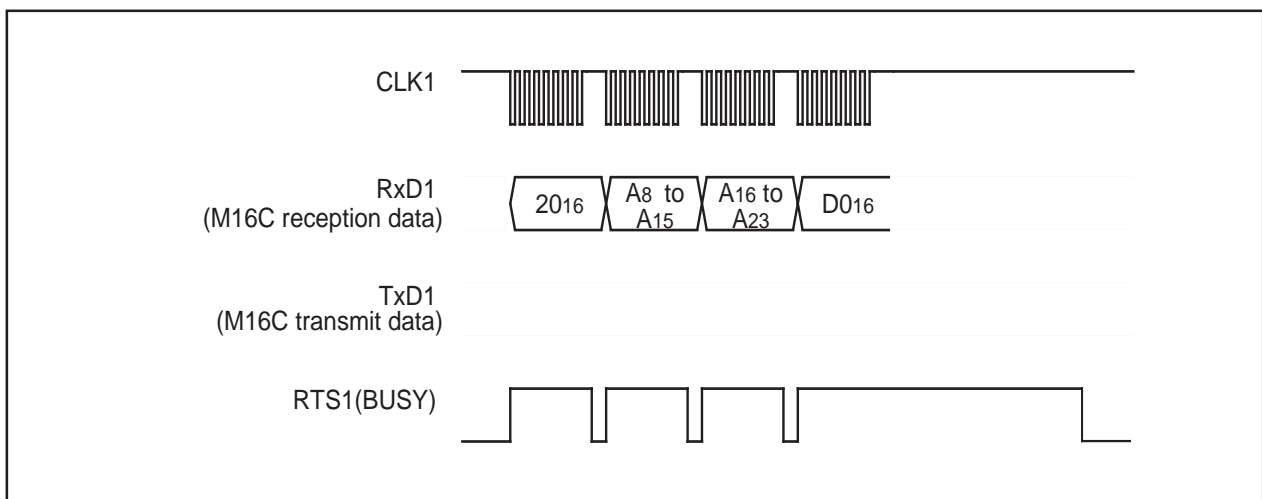 CLK1
RxD1
(M16C reception data)
2016
A8 to
A15
A16 to
A23
D016
TxD1
(M16C transmit data)
RTS1(BUSY)